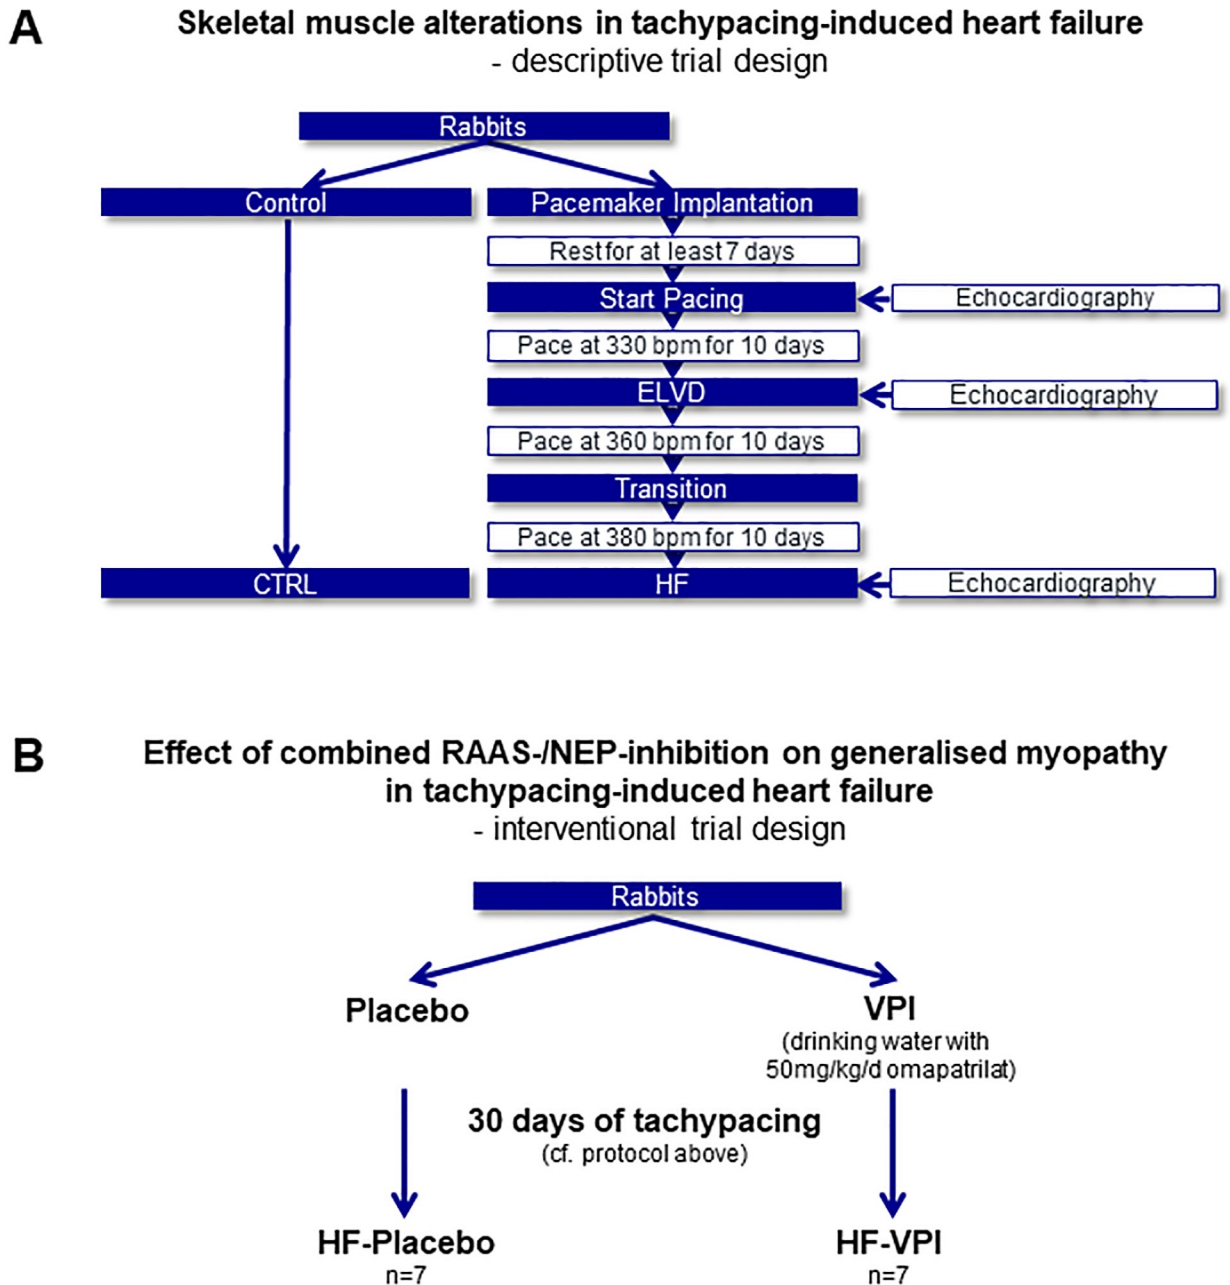 A
Skeletal muscle alterations in tachypacing-induced heart failure
- descriptive trial design
Rabbits
Control
Pacemaker Implantation
Rest for at least 7 days
Start Pacing
Echocardiography
Pace at 330 bpm for 10 days
ELVD
Echocardiography
Pace at 360 bpm for 10 days
Transition
Pace at 380 bpm for 10 days
CTRL
HF
Echocardiography
B
Effect of combined RAAS-/NEP-inhibition on generalised myopathy
in tachypacing-induced heart failure
- interventional trial design
Rabbits
Placebo
VPI
(drinking water with
50mg/kg/d omapatrilat)
30 days of tachypacing
(cf. protocol above)
HF-Placebo
n=7
HF-VPI
n=7